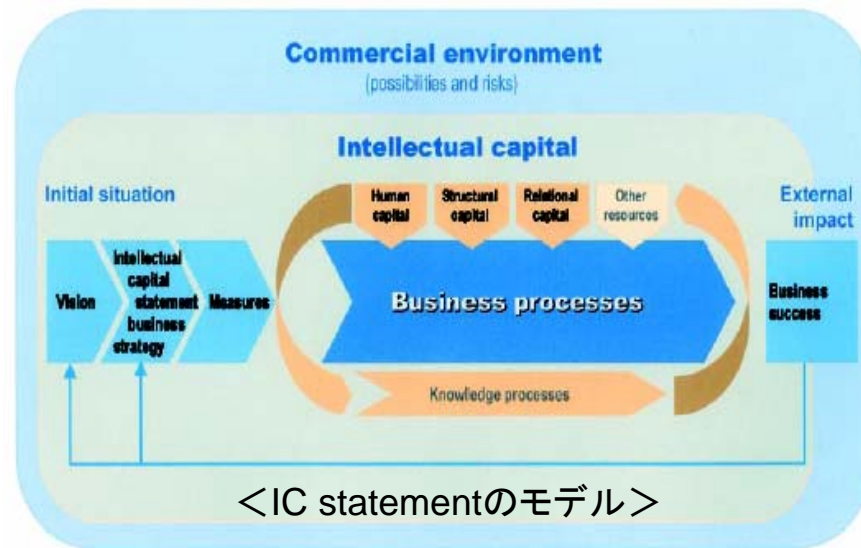 Commercial environment
(possibilities and risks)
Intellectual capital
Initial situation
Human
capital
Structural
capital
Relational
capital
Other
resources
External
impact
Vision
Intellectual
capital
statement
business
strategy
Measures
Business processes
Business
success
Knowledge processes
＜IC statementのモデル＞